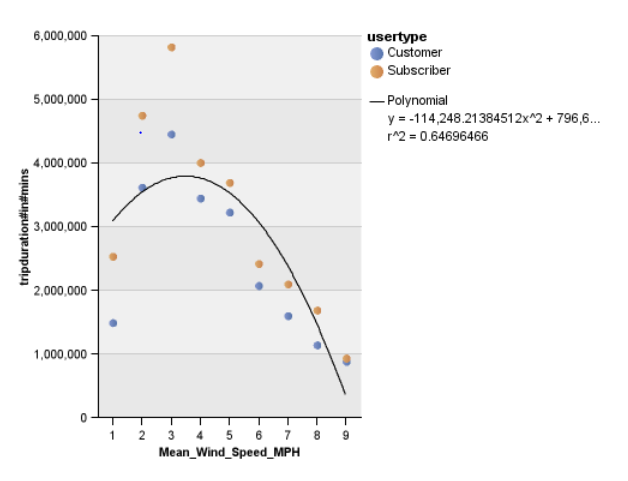 usertype
Customer
Subscriber
Polynomial
y = -114,248.21384512x^2 + 796,6...
r^2 = 0.64696466
tripduration#in#mins
6,000,000
5,000,000
4,000,000
3,000,000
2,000,000
1,000,000
0
1 2 3 4 5 6 7 8 9
Mean_Wind_Speed_MPH